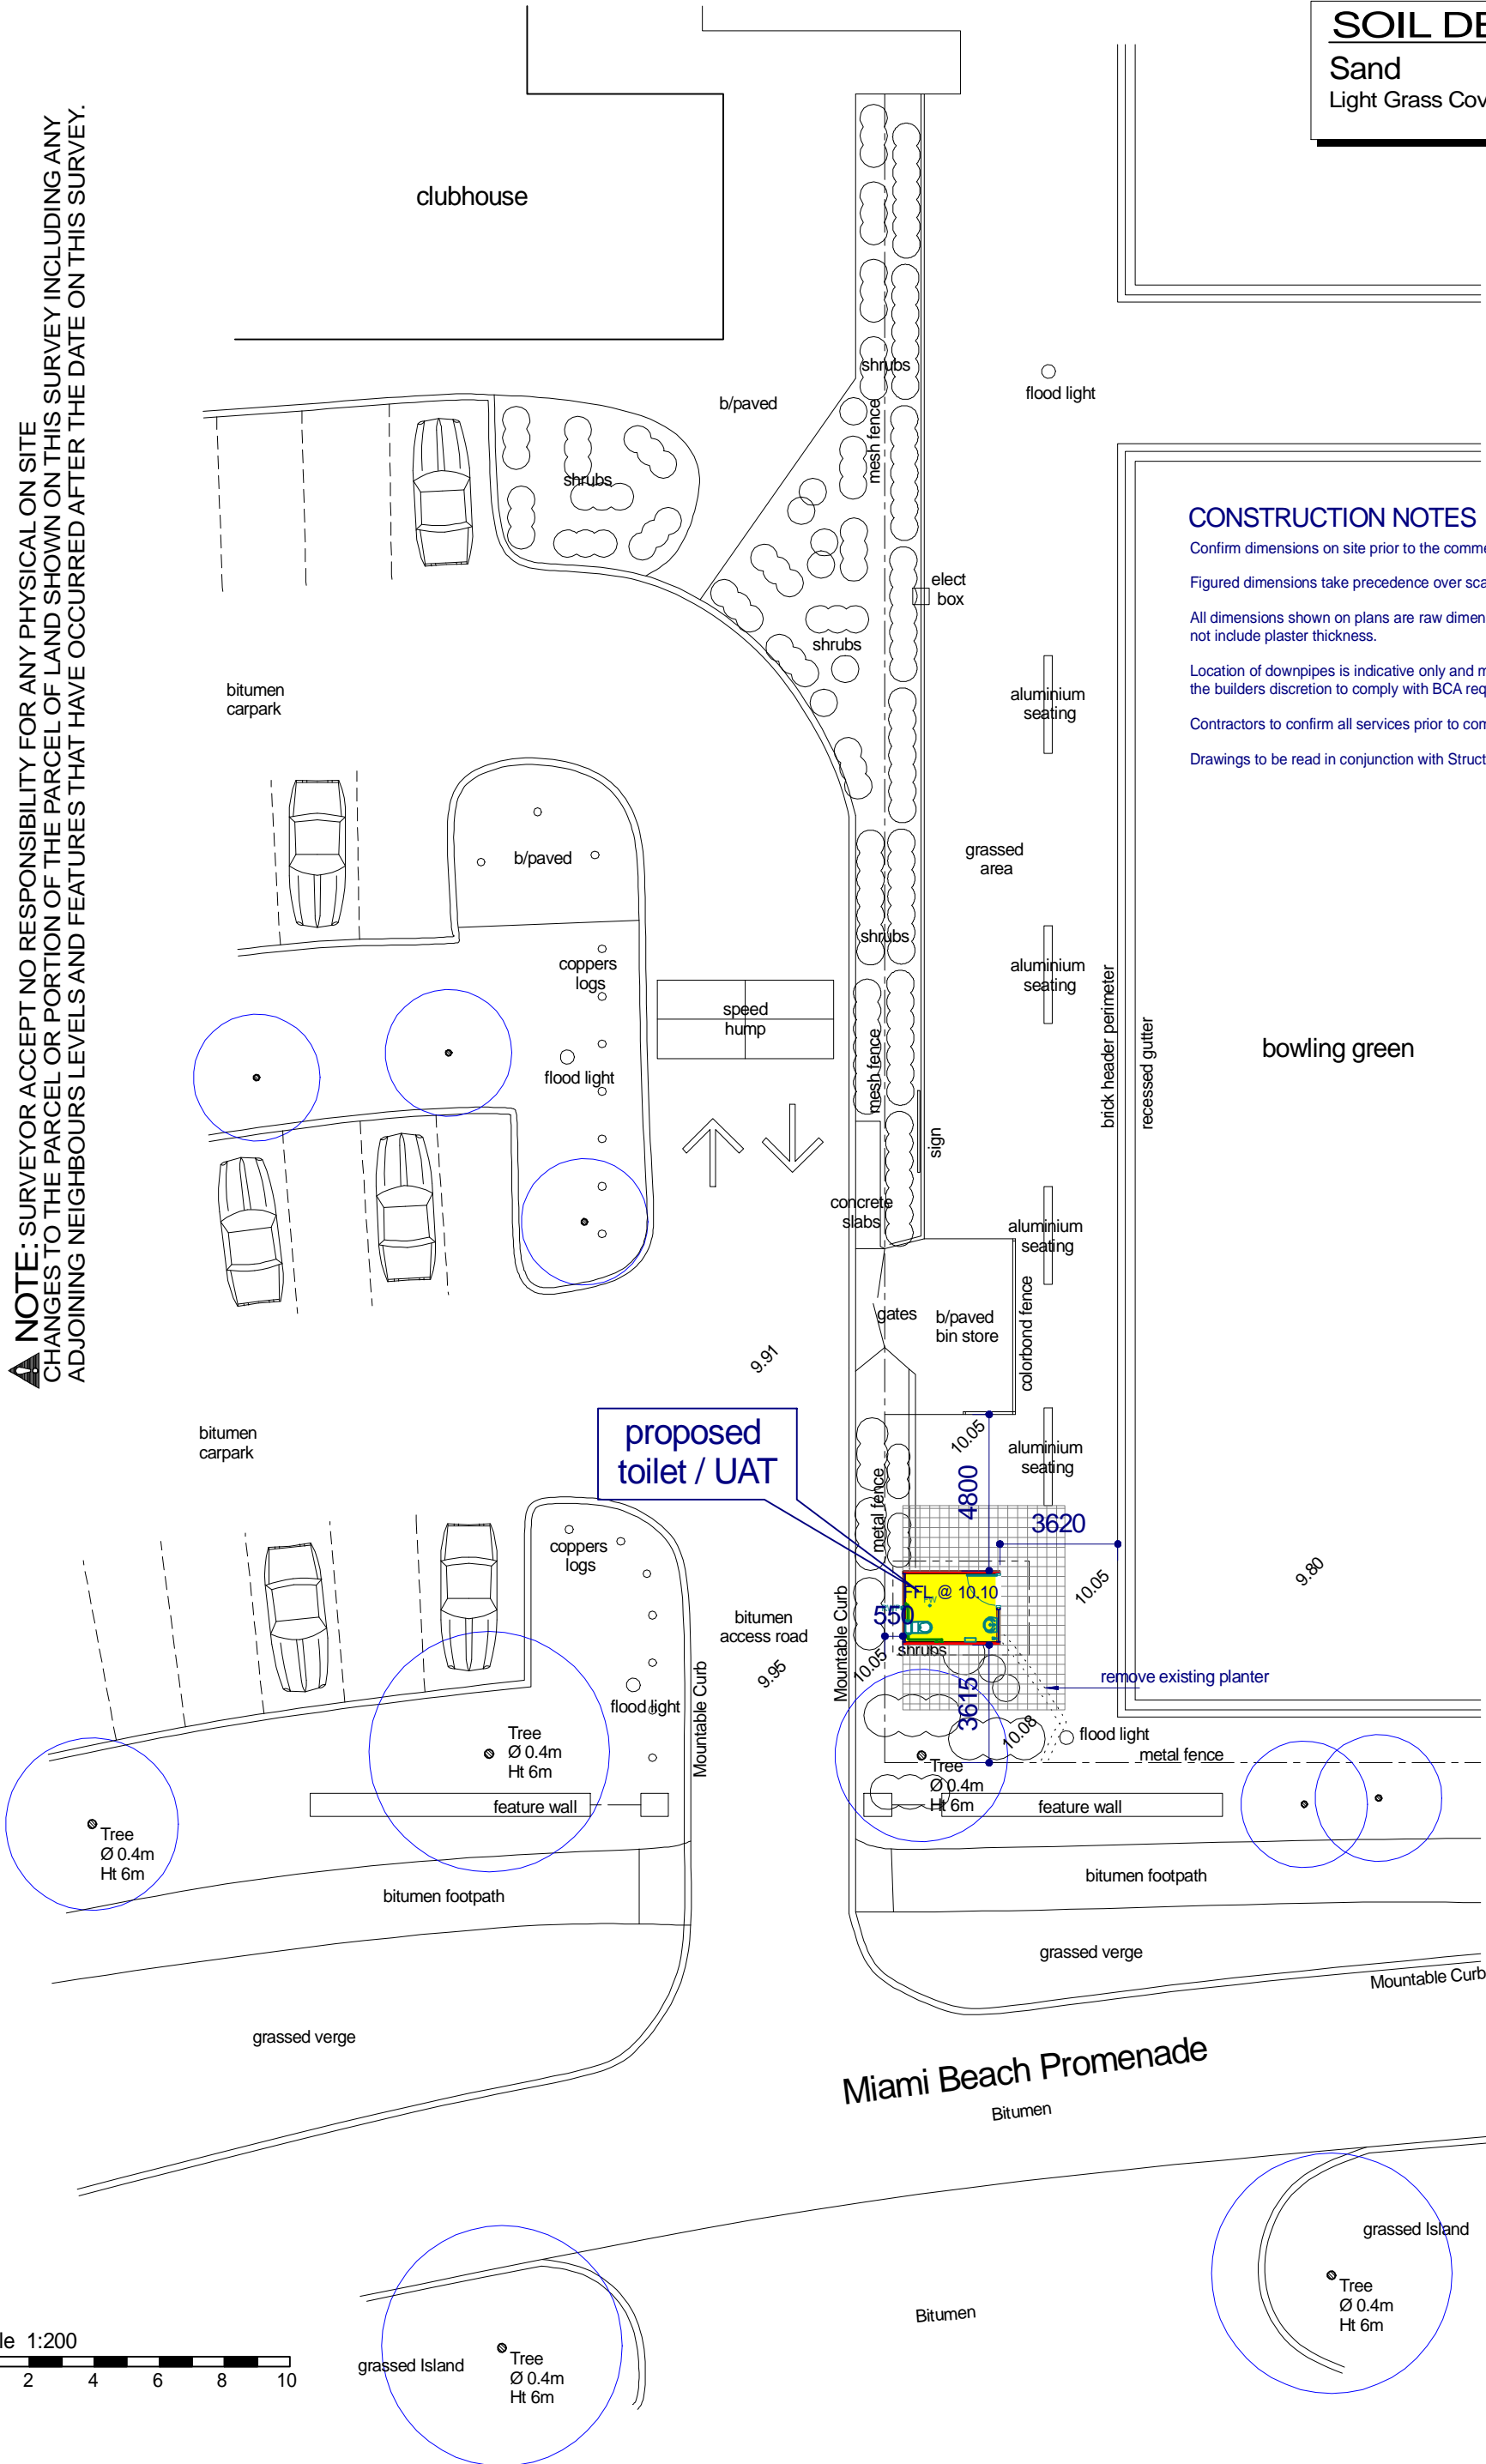 SOIL DE
Sand
Light Grass Cov
NOTE: SURVEYOR ACCEPT NO RESPONSIBILITY FOR ANY PHYSICAL ON SITE
CHANGES TO THE PARCEL OR PORTION OF THE PARCEL OF LAND SHOWN ON THIS SURVEY INCLUDING ANY
ADJOINING NEIGHBOURS LEVELS AND FEATURES THAT HAVE OCCURRED AFTER THE DATE ON THIS SURVEY.
clubhouse
shrubs
flood light
b/paved
mesh fence
shrubs
CONSTRUCTION NOTES
Confirm dimensions on site prior to the comme
Figured dimensions take precedence over sca
All dimensions shown on plans are raw dimen
not include plaster thickness.
Location of downpipes is indicative only and m
the builders discretion to comply with BCA req
Contractors to confirm all services prior to com
Drawings to be read in conjunction with Struct
elect
box
shrubs
bitumen
carpark
aluminium
seating
b/paved
grassed
area
shrubs
coppers
logs
aluminium
seating
speed
hump
brick header perimeter
recessed gutter
bowling green
flood light
mesh fence
sign
concrete
slabs
aluminium
seating
gates
b/paved
bin store
colorbond fence
9.91
bitumen
carpark
proposed
toilet / UAT
10.05
aluminium
seating
4800
metal fence
3620
coppers
logs
FFL @ 10.10
10.05
9.80
550
bitumen
access road
Mountable Curb
shrubs
10.05
9.95
remove existing planter
3615
10.08
flood light
Mountable Curb
flood light
metal fence
Tree
Ø 0.4m
Ht 6m
Tree
Ø 0.4m
Ht 6m
feature wall
feature wall
Tree
Ø 0.4m
Ht 6m
bitumen footpath
bitumen footpath
grassed verge
Mountable Curb
grassed verge
Miami Beach Promenade
Bitumen
grassed Island
Tree
Ø 0.4m
Ht 6m
Bitumen
le 1:200
2 4 6 8 10
grassed Island
Tree
Ø 0.4m
Ht 6m